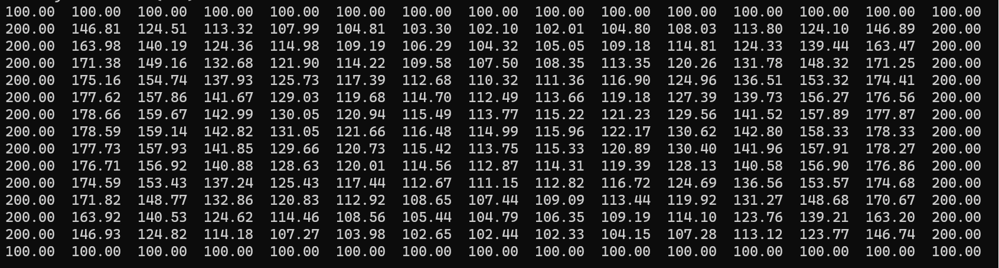 100.00 100.00 100.00 100.00 100.00 100.00 100.00 100.00 100.00 100.00 100.00 100.00 100.00 100.00 100.00
200.00 146.81 124.51 113.32 107.99 104.81 103.30 102.10 102.01 104.80 108.03 113.80 124.10 146.89 200.00
200.00 163.98 140.19 124.36 114.98 109.19 106.29 104.32 105.05 109.18 114.81 124.33 139.44 163.47 200.00
200.00 171.38 149.16 132.68 121.90 114.22 109.58 107.50 108.35 113.35 120.26 131.78 148.32 171.25 200.00
200.00 175.16 154.74 137.93 125.73 117.39 112.68 110.32 111.36 116.90 124.96 136.51 153.32 174.41 200.00
200.00 177.62 157.86 141.67 129.03 119.68 114.70 112.49 113.66 119.18 127.39 139.73 156.27 176.56 200.00
200.00 178.66 159.67 142.99 130.05 120.94 115.49 113.77 115.22 121.23 129.56 141.52 157.89 177.87 200.00
200.00 178.59 159.14 142.82 131.05 121.66 116.48 114.99 115.96 122.17 130.62 142.80 158.33 178.33 200.00
200.00 177.73 157.93 141.85 129.66 120.73 115.42 113.75 115.33 120.89 130.40 141.96 157.91 178.27 200.00
200.00 176.71 156.92 140.88 128.63 120.01 114.56 112.87 114.31 119.39 128.13 140.58 156.90 176.86 200.00
200.00 174.59 153.43 137.24 125.43 117.44 112.67 111.15 112.82 116.72 124.69 136.56 153.57 174.68 200.00
200.00 171.82 148.77 132.86 120.83 112.92 108.65 107.44 109.09 113.44 119.92 131.27 148.68 170.67 200.00
200.00 163.92 140.53 124.62 114.46 108.56 105.44 104.79 106.35 109.19 114.10 123.76 139.21 163.20 200.00
200.00 146.93 124.82 114.18 107.27 103.98 102.65 102.44 102.33 104.15 107.28 113.12 123.77 146.74 200.00
100.00 100.00 100.00 100.00 100.00 100.00 100.00 100.00 100.00 100.00 100.00 100.00 100.00 100.00 100.00